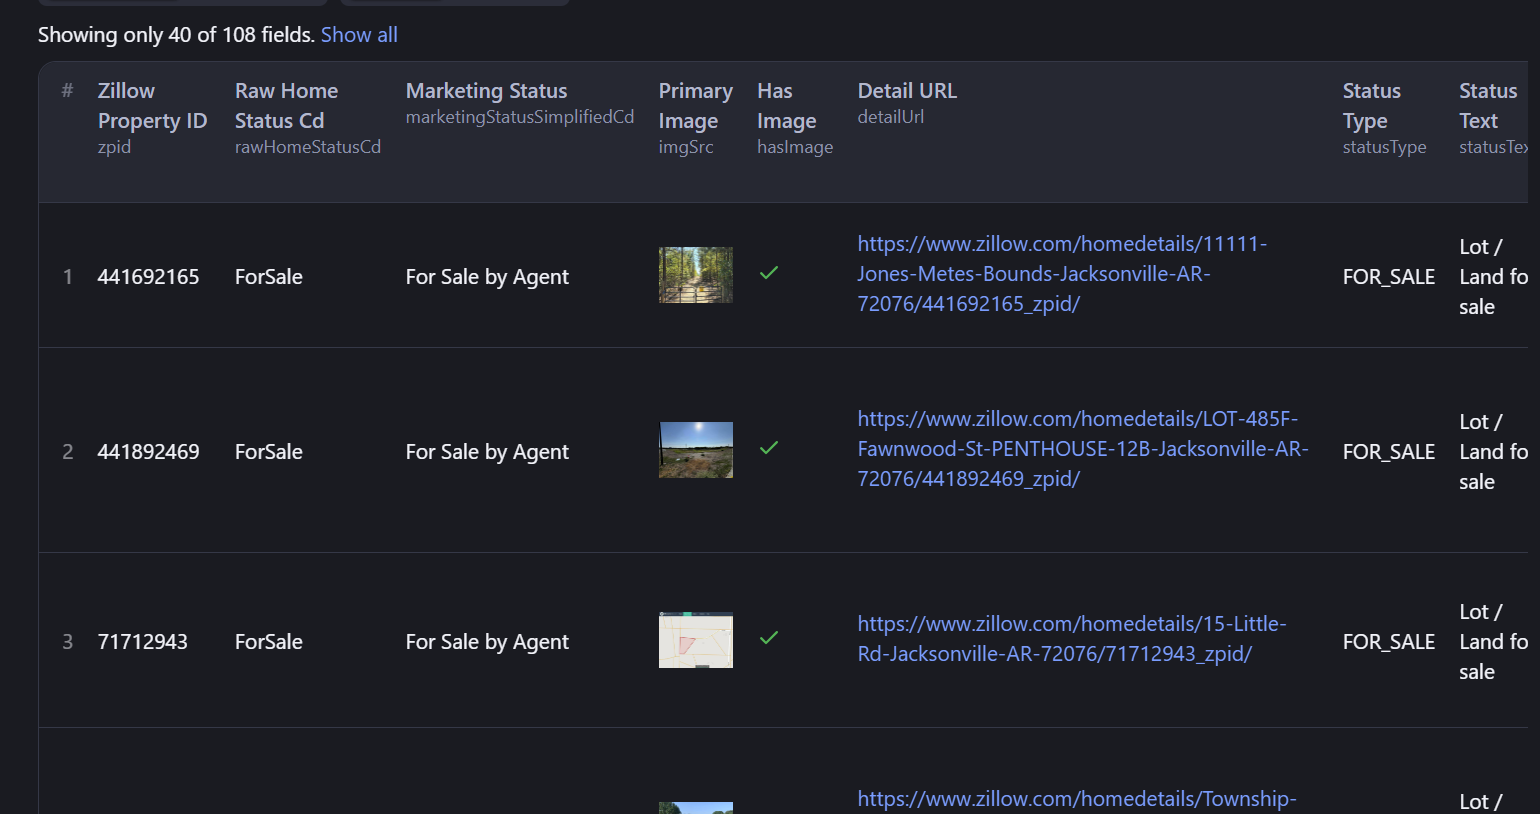 Showing only 40 of 108 fields. Show all
#
Zillow
Property ID
zpid
Raw Home
Status Cd
rawHomeStatusCd
Marketing Status
marketingStatusSimplifiedCd
Primary
Image
imgSrc
Has
Image
hasImage
Detail URL
detailUrl
Status
Type
statusType
Status
Text
statusTex
1
441692165
ForSale
For Sale by Agent
https://www.zillow.com/homedetails/11111-
Jones-Metes-Bounds-Jacksonville-AR-
72076/441692165_zpid/
FOR_SALE
Lot /
Land fo
sale
2
441892469
ForSale
For Sale by Agent
https://www.zillow.com/homedetails/LOT-485F-
Fawnwood-St-PENTHOUSE-12B-Jacksonville-AR-
72076/441892469_zpid/
FOR_SALE
Lot /
Land fo
sale
3
71712943
ForSale
For Sale by Agent
https://www.zillow.com/homedetails/15-Little-
Rd-Jacksonville-AR-72076/71712943_zpid/
FOR_SALE
Lot /
Land fo
sale
https://www.zillow.com/homedetails/Township-
Lot /